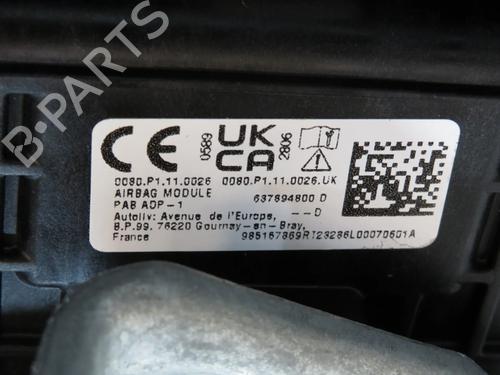 CE 0589 UK CA 2806
0080.P1.11.0026 0080.P1.11.0026.UK
AIRBAG MODULE 637694800 D
PAB ADP-1
Autoliv: Avenue de l'Europe, --D
B.P.99. 76220 Gournay-en-Bray,
France 985157869RT23286L00070601A
B-PARTS